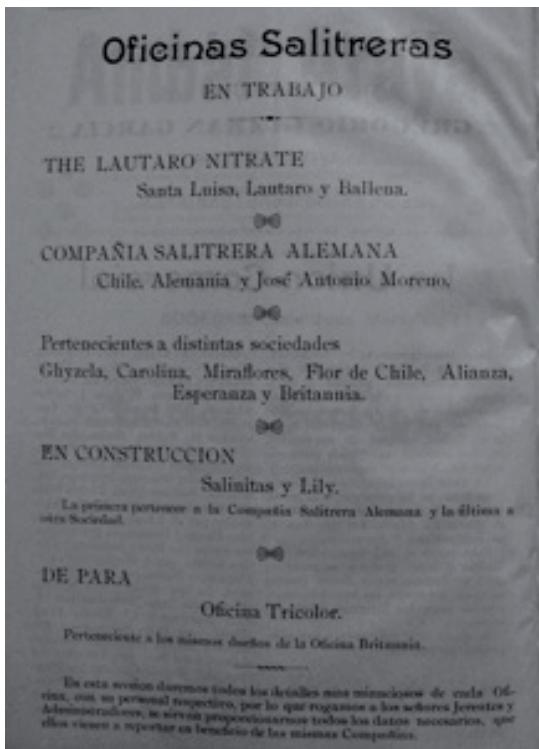 Oficinas Salitreras
EN TRABAJO
THE LAUTARO NITRATE
Santa Luisa, Lautaro y Ballena.
COMPAÑIA SALITRERA ALEMANA
Chile, Alemania y José Antonio Moreno.
Pertenecientes a distintas sociedades
Ghyzela, Carolina, Miraflores, Flor de Chile, Alianza,
Esperanza y Britannia.
EN CONSTRUCCION
Salinitas y Lily.
La primera pertenece a la Compañia Salitrera Alemana y la última a
otra Sociedad.
DE PARA
Oficina Tricolor.
Perteneciente a los mismos dueños de la Oficina Britannia.
En esta seccion daremos todos los detalles mas minuciosos de cada Ofi-
cina, con su personal respectivo, por lo que rogamos a los señores Jerentes y
Administradores, se sirvan proporcionarnos todos los datos necesarios, que
ellos vienen a reportar en beneficio de las mismas Compañias.